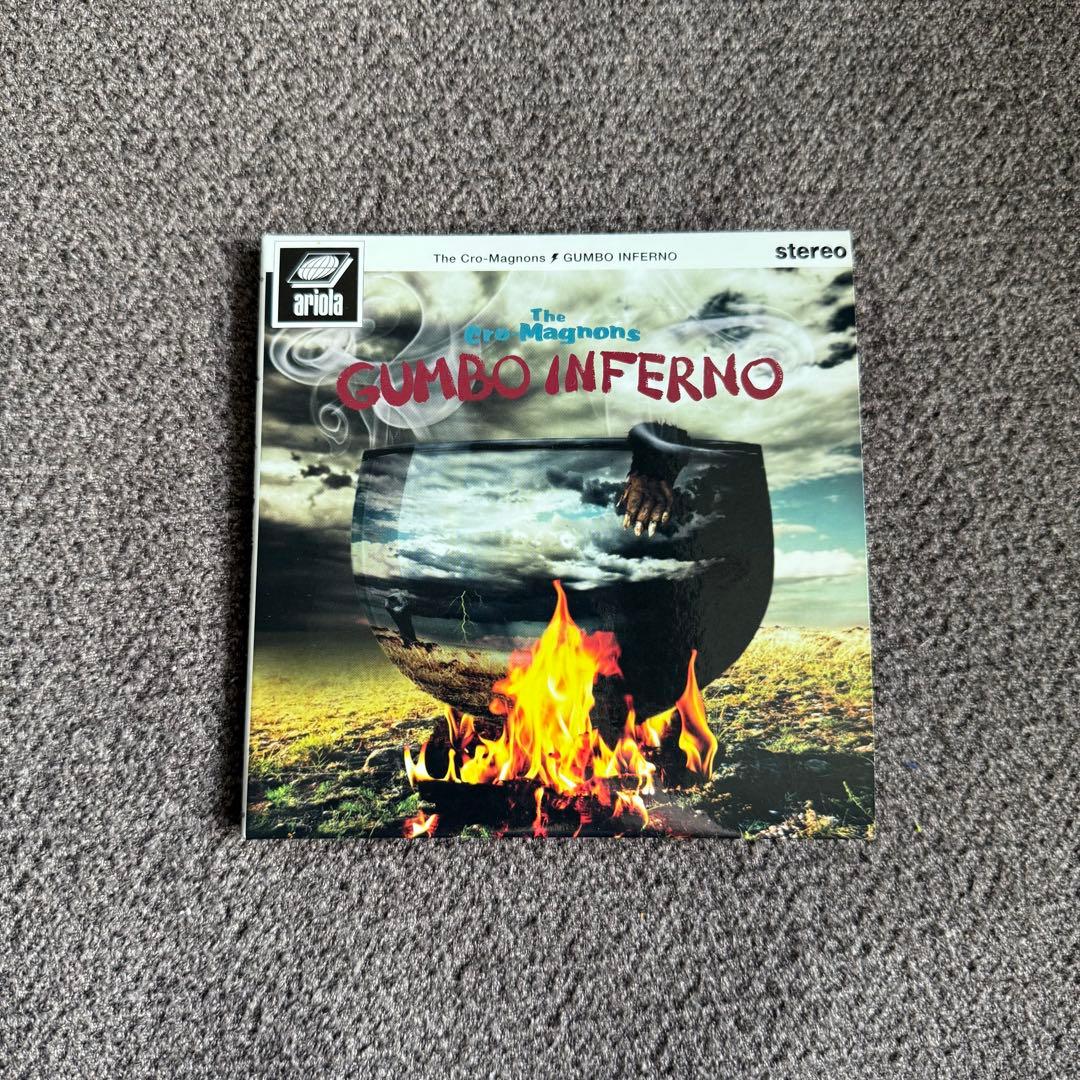 ariola
The Cro-Magnons GUMBO INFERNO
stereo
The
Cro-Magnons
GUMBO INFERNO